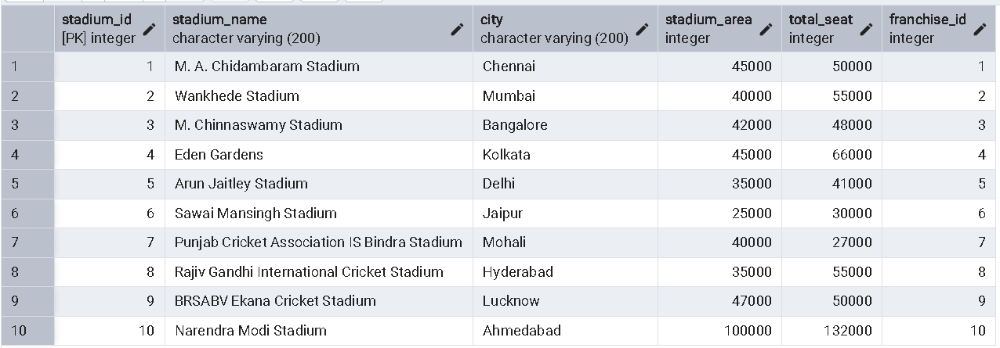 stadium_id stadium_name city stadium_area total_seat franchise_id
[PK] integer character varying (200) character varying (200) integer integer integer
1 1 M. A. Chidambaram Stadium Chennai 45000 50000 1
2 2 Wankhede Stadium Mumbai 40000 55000 2
3 3 M. Chinnaswamy Stadium Bangalore 42000 48000 3
4 4 Eden Gardens Kolkata 45000 66000 4
5 5 Arun Jaitley Stadium Delhi 35000 41000 5
6 6 Sawai Mansingh Stadium Jaipur 25000 30000 6
7 7 Punjab Cricket Association IS Bindra Stadium Mohali 40000 27000 7
8 8 Rajiv Gandhi International Cricket Stadium Hyderabad 35000 55000 8
9 9 BRSABV Ekana Cricket Stadium Lucknow 47000 50000 9
10 10 Narendra Modi Stadium Ahmedabad 100000 132000 10